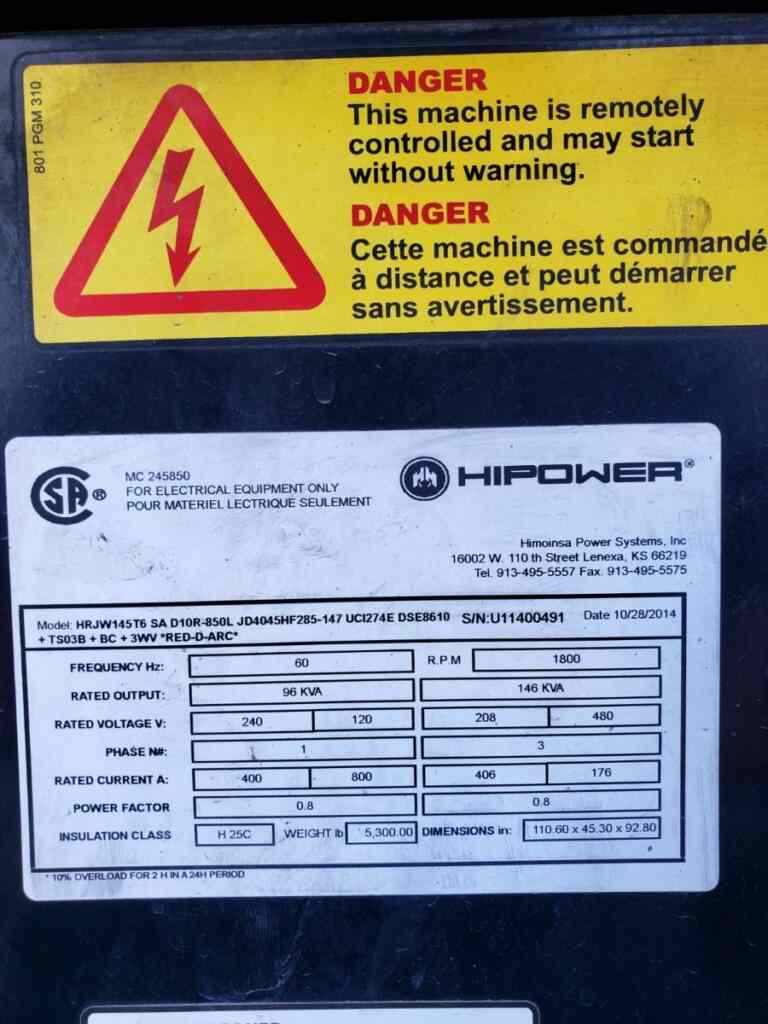 801 PGM 310
DANGER
This machine is remotely
controlled and may start
without warning.
DANGER
Cette machine est commandé
à distance et peut démarrer
sans avertissement.
SA®
MC 245850
FOR ELECTRICAL EQUIPMENT ONLY
POUR MATERIEL LECTRIQUE SEULEMENT
HIPOWER®
Himoinsa Power Systems, Inc
16002 W. 110 th Street Lenexa, KS 66219
Tel. 913-495-5557 Fax. 913-495-5575
Model: HRJW145T6 SA D10R-850L JD4045HF285-147 UCI274E DSE8610 S/N:U11400491 Date 10/28/2014
+ TS03B + BC + 3WV *RED-D-ARC*
FREQUENCY Hz: 60 R.P.M 1800
RATED OUTPUT: 96 KVA 146 KVA
RATED VOLTAGE V: 240 120 208 480
PHASE N#: 1 3
RATED CURRENT A: 400 800 406 176
POWER FACTOR 0.8 0.8
INSULATION CLASS H 25C WEIGHT lb 5,300.00 DIMENSIONS in: 110.60 x 45.30 x 92.80
* 10% OVERLOAD FOR 2 H IN A 24H PERIOD